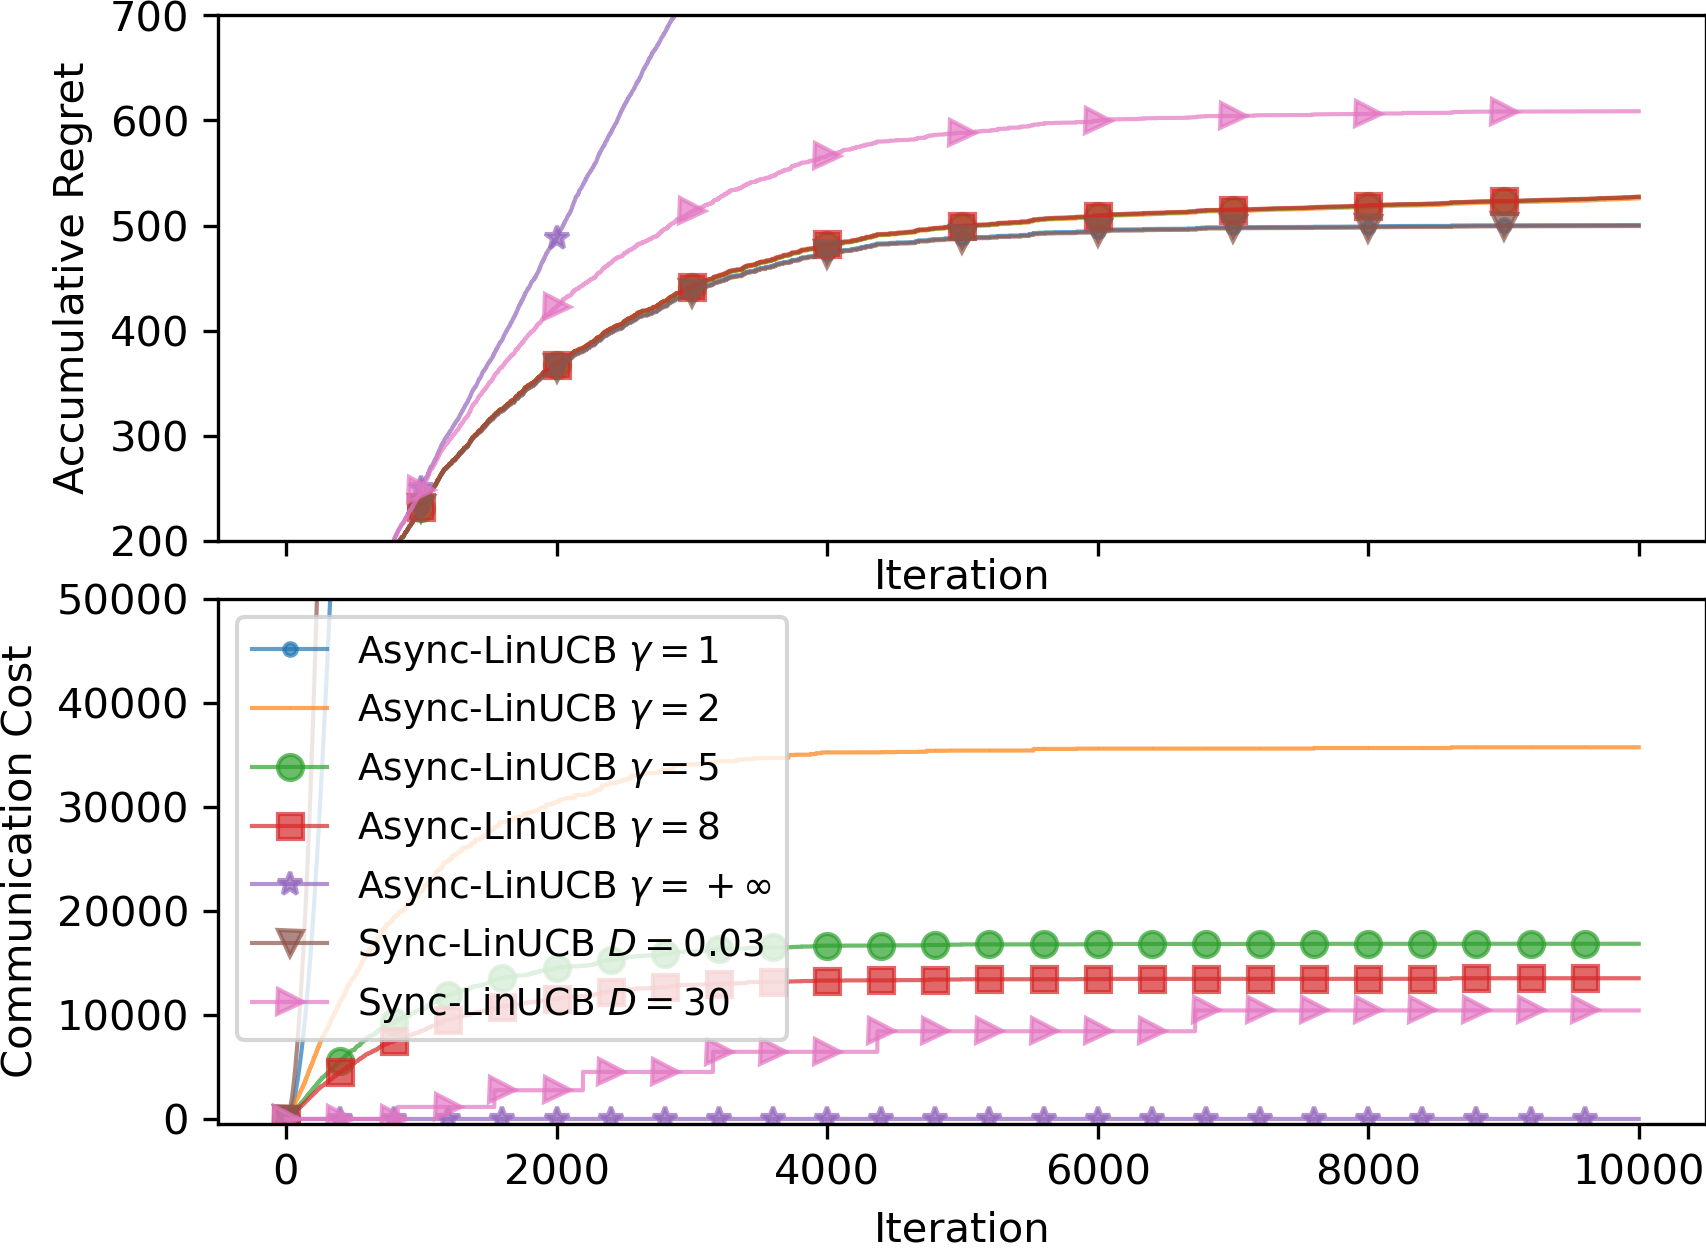 700
600
500
400
300
200
Accumulative Regret
Iteration
50000
40000
30000
20000
10000
0
Communication Cost
Async-LinUCB γ = 1
Async-LinUCB γ = 2
Async-LinUCB γ = 5
Async-LinUCB γ = 8
Async-LinUCB γ = +∞
Sync-LinUCB D = 0.03
Sync-LinUCB D = 30
0 2000 4000 6000 8000 10000
Iteration